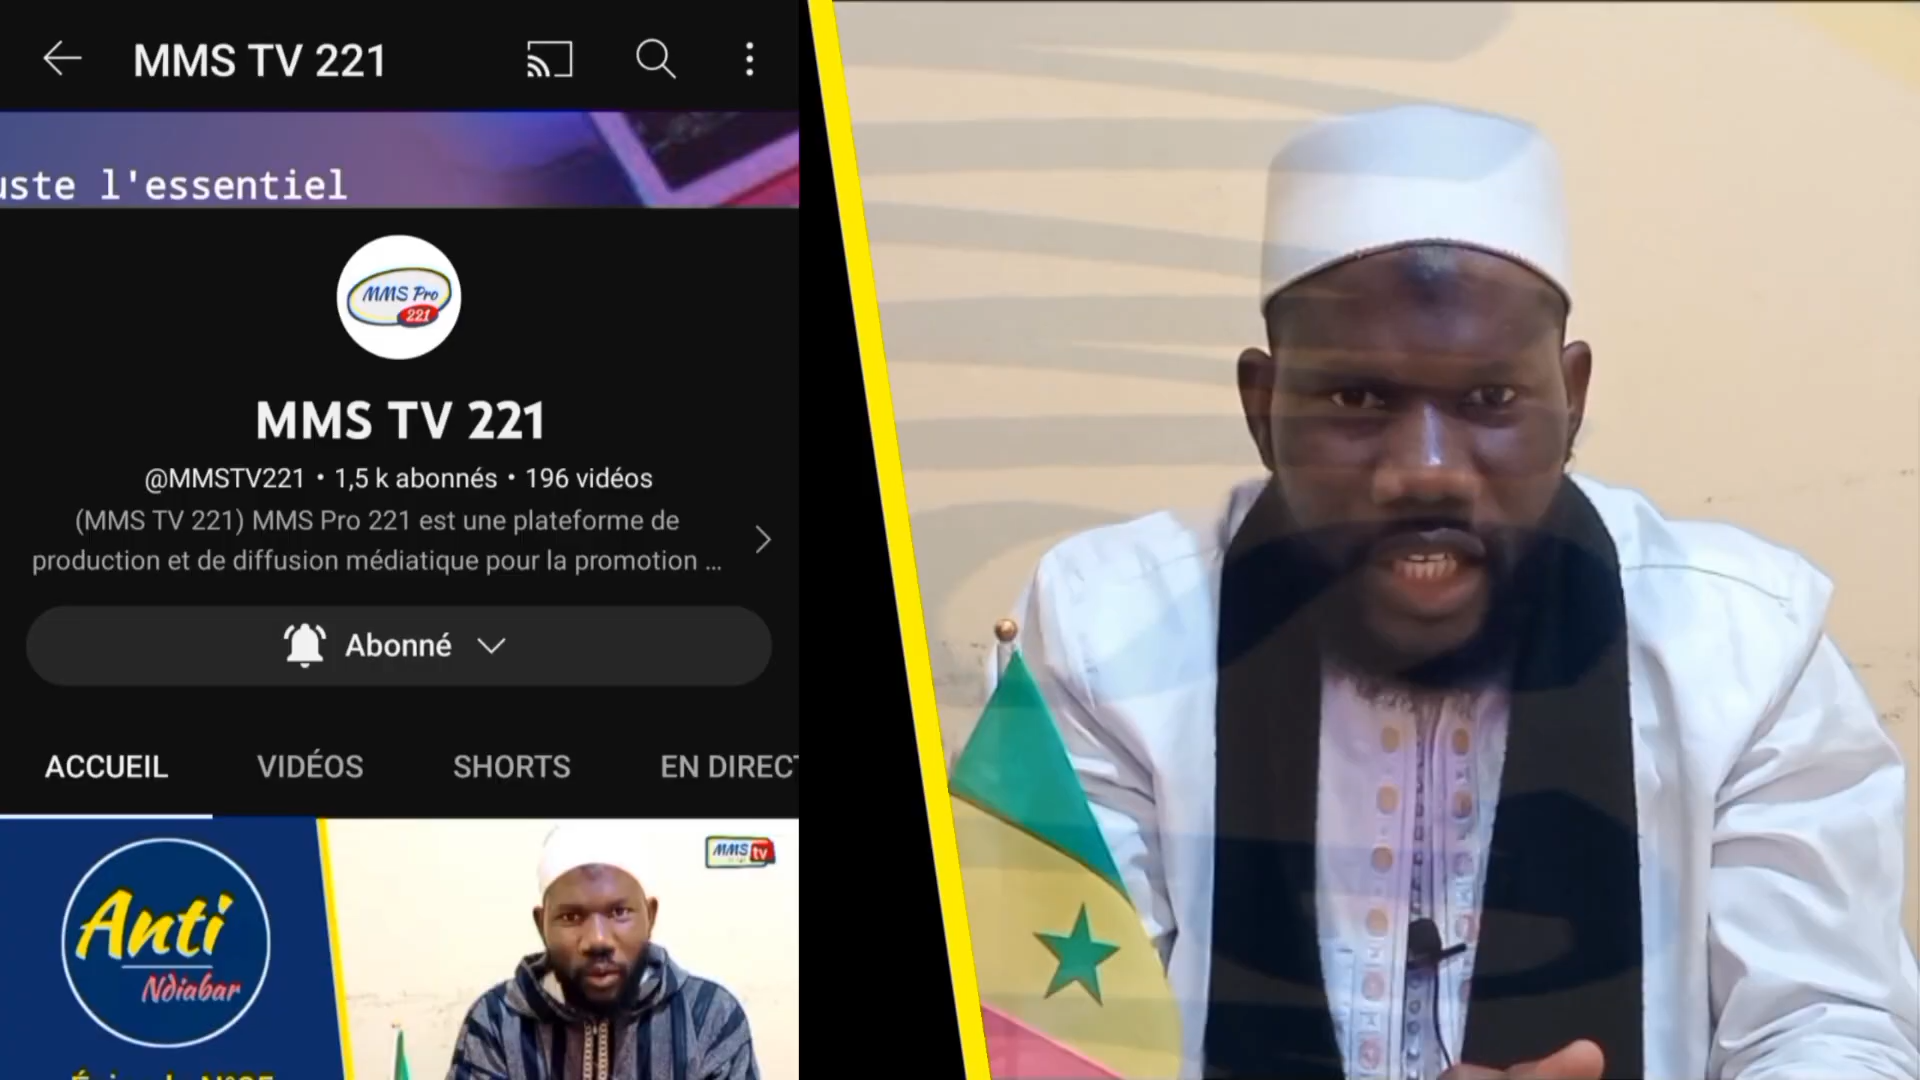 MMS TV 221
l'essentiel
MMS Pro
221
MMS TV 221
@MMSTV221 • 1,5 k abonnés • 196 vidéos
(MMS TV 221) MMS Pro 221 est une plateforme de
production et de diffusion médiatique pour la promotion ...
Abonné
ACCUEIL VIDÉOS SHORTS EN DIRECT
MMS tv
Anti
Ndiabar